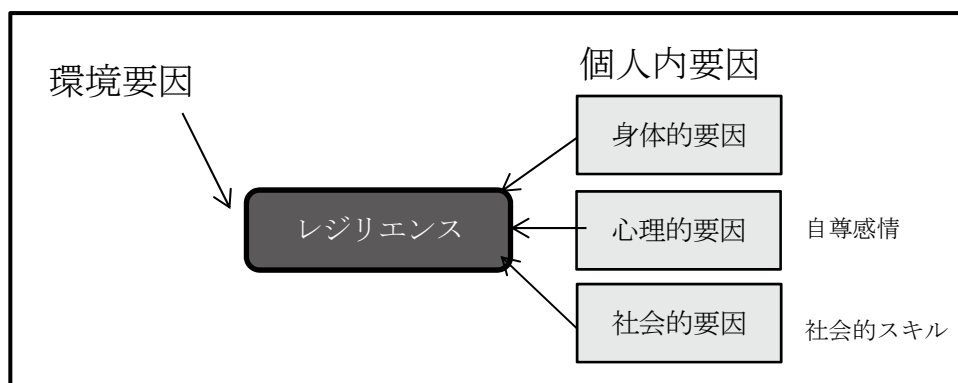 環境要因
個人内要因
身体的要因
レジリエンス
心理的要因
自尊感情
社会的要因
社会的スキル